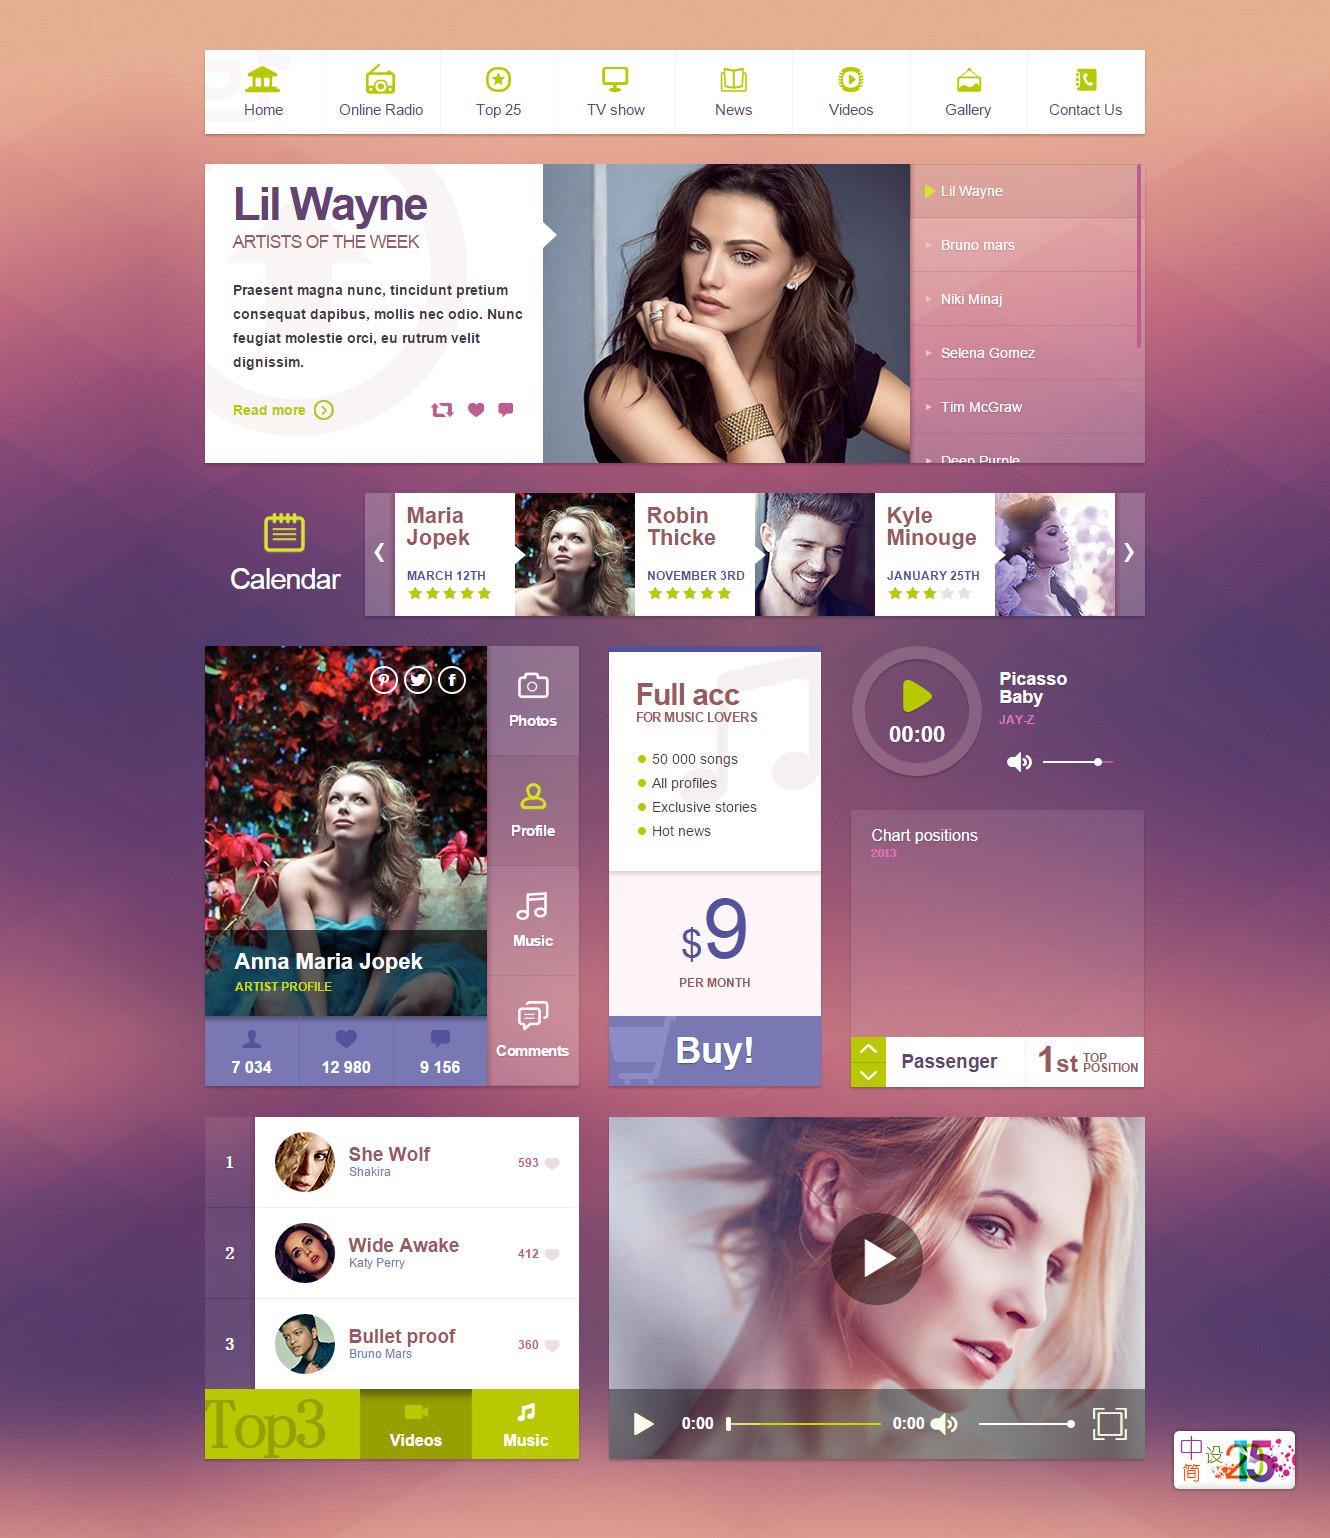 Home
Online Radio
Top 25
TV show
News
Videos
Gallery
Contact Us
Lil Wayne
ARTISTS OF THE WEEK
Praesent magna nunc, tincidunt pretium
consequat dapibus, mollis nec odio. Nunc
feugiat molestie orci, eu rutrum velit
dignissim.
Read more
Lil Wayne
Bruno mars
Niki Minaj
Selena Gomez
Tim McGraw
Deep Purple
Calendar
Maria
Jopek
MARCH 12TH
Robin
Thicke
NOVEMBER 3RD
Kyle
Minouge
JANUARY 25TH
Anna Maria Jopek
ARTIST PROFILE
7 034
12 980
9 156
Photos
Profile
Music
Comments
Full acc
FOR MUSIC LOVERS
50 000 songs
All profiles
Exclusive stories
Hot news
$9
PER MONTH
Buy!
00:00
Picasso
Baby
JAY-Z
Chart positions
2013
Passenger
1st TOP
POSITION
1
She Wolf
Shakira
593
2
Wide Awake
Katy Perry
412
3
Bullet proof
Bruno Mars
360
Top3
Videos
Music
0:00
0:00
中设
简
25